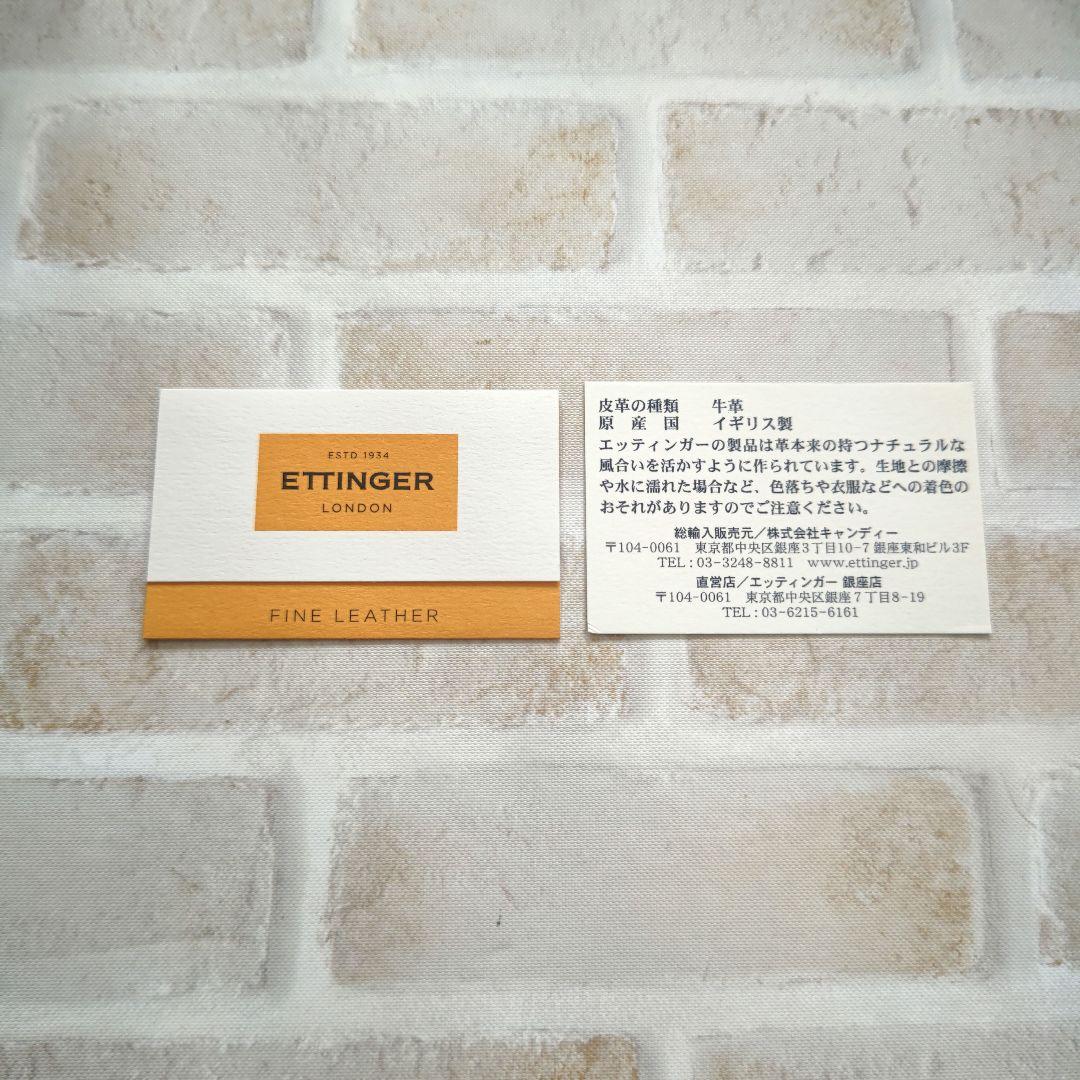 ESTD 1934
ETTINGER
LONDON
FINE LEATHER
皮革の種類　牛革
原　産　国　イギリス製
エッティンガーの製品は革本来の持つナチュラルな
風合いを活かすように作られています。生地との摩擦
や水に濡れた場合など、色落ちや衣服などへの着色の
おそれがありますのでご注意ください。
総輸入販売元／株式会社キャンディー
〒104-0061　東京都中央区銀座3丁目10-7 銀座東和ビル3F
TEL : 03-3248-8811　www.ettinger.jp
直営店／エッティンガー 銀座店
〒104-0061　東京都中央区銀座7丁目8-19
TEL : 03-6215-6161